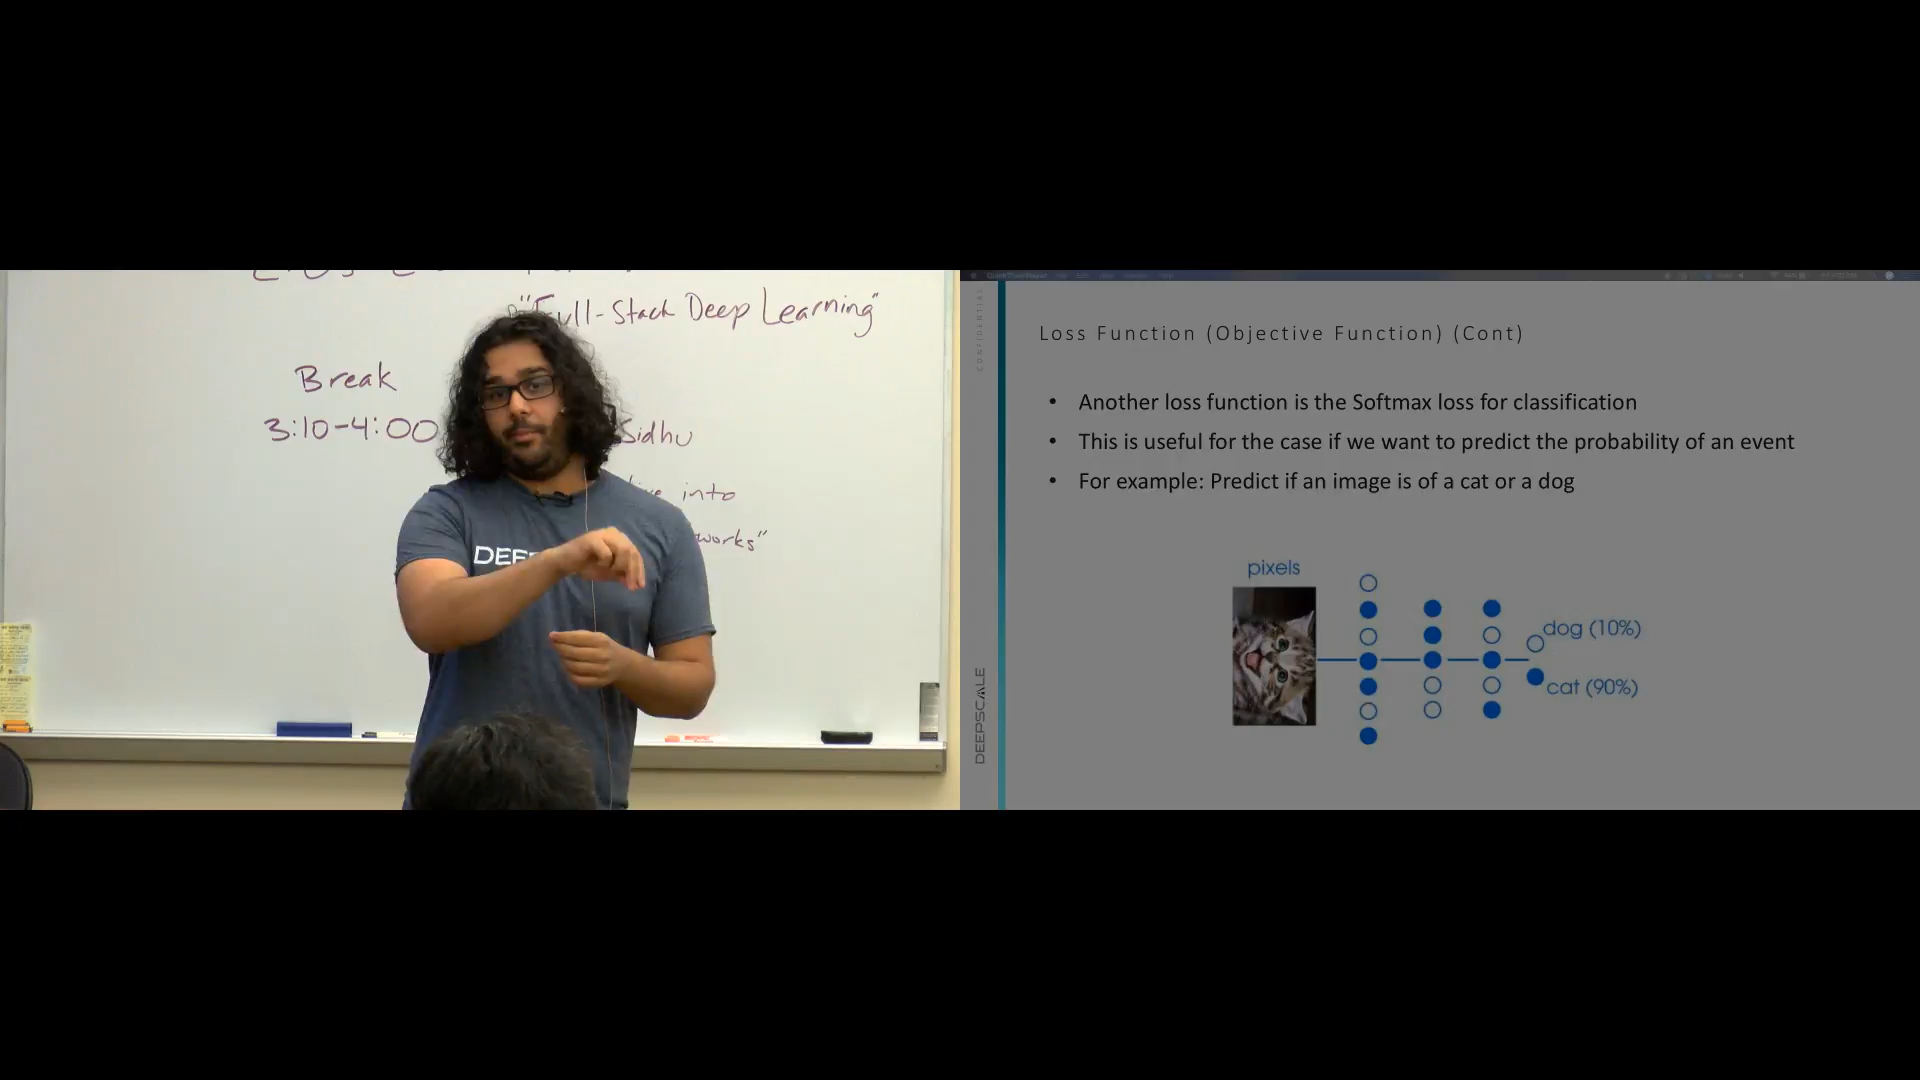 "Full-Stack Deep Learning"
Break
3:10-4:00
Sidhu
into
works"
DEE
CONFIDENTIAL
Loss Function (Objective Function) (Cont)
• Another loss function is the Softmax loss for classification
• This is useful for the case if we want to predict the probability of an event
• For example: Predict if an image is of a cat or a dog
pixels
dog (10%)
cat (90%)
DEEPSCALE